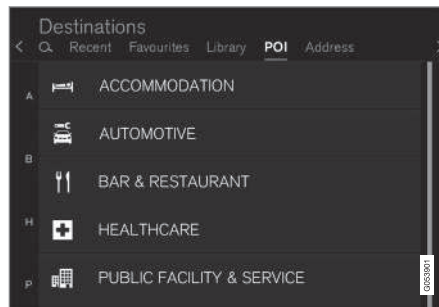 Destinations
< Recent Favourites Library POI Address
A
ACCOMMODATION
AUTOMOTIVE
B
BAR & RESTAURANT
H
HEALTHCARE
P
PUBLIC FACILITY & SERVICE
G053901